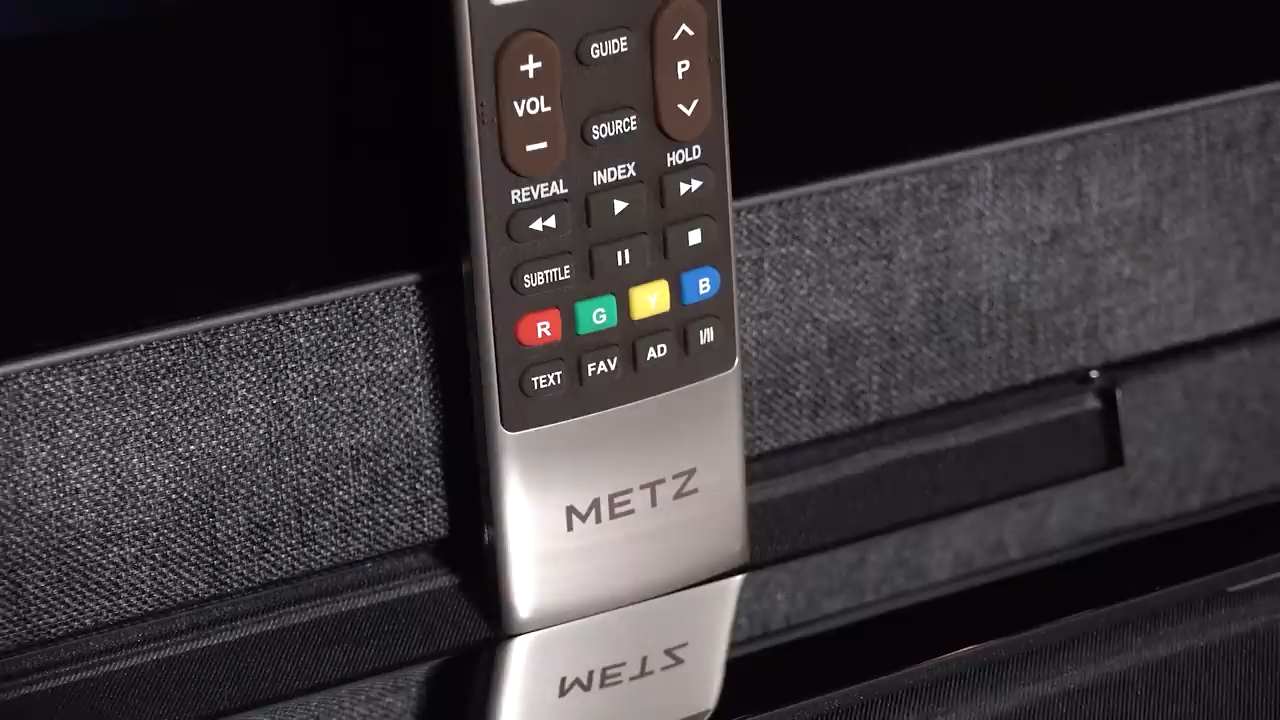 + GUIDE ^
VOL P
- SOURCE v
REVEAL INDEX HOLD
SUBTITLE
R G Y B
TEXT FAV AD I/II
METZ
METZ